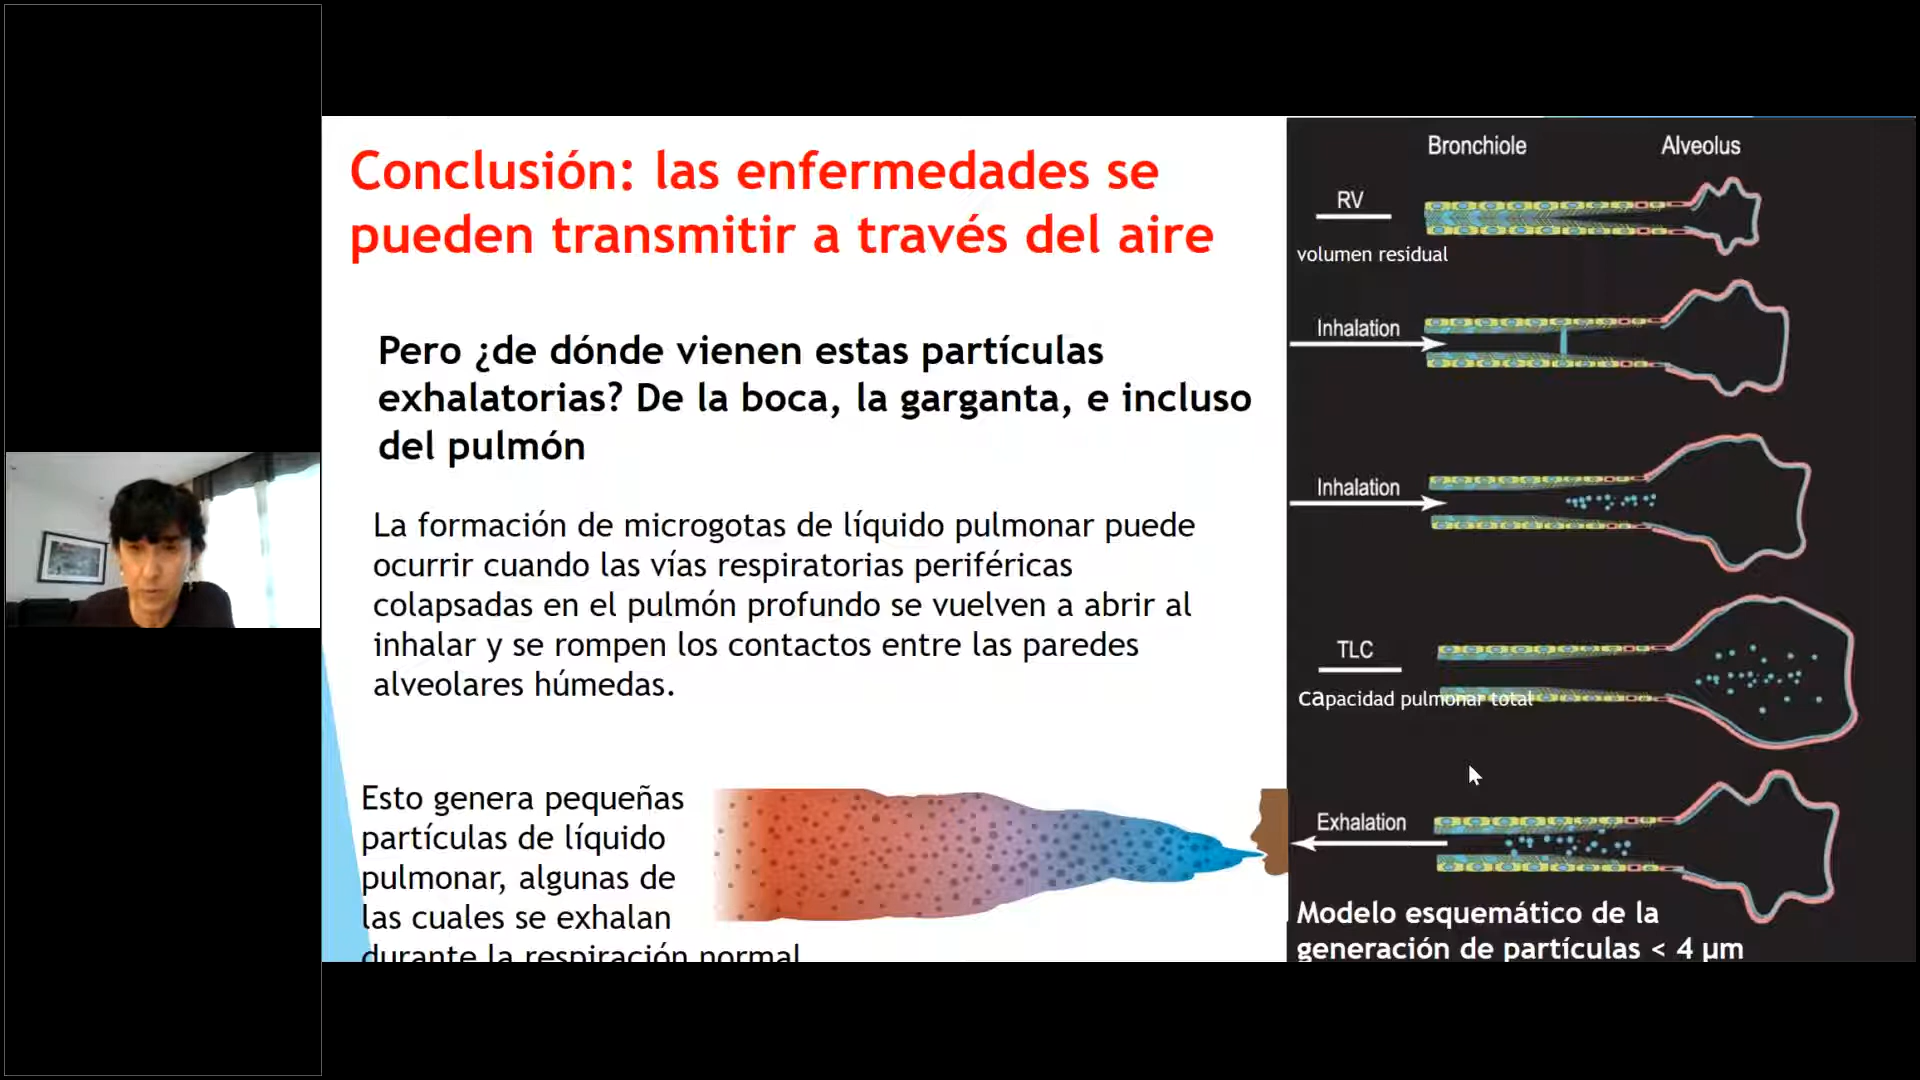 Conclusión: las enfermedades se
pueden transmitir a través del aire
Pero ¿de dónde vienen estas partículas
exhalatorias? De la boca, la garganta, e incluso
del pulmón
La formación de microgotas de líquido pulmonar puede
ocurrir cuando las vías respiratorias periféricas
colapsadas en el pulmón profundo se vuelven a abrir al
inhalar y se rompen los contactos entre las paredes
alveolares húmedas.
Esto genera pequeñas
partículas de líquido
pulmonar, algunas de
las cuales se exhalan
durante la respiración normal
Bronchiole Alveolus
RV
volumen residual
Inhalation
Inhalation
TLC
Capacidad pulmonar total
Exhalation
Modelo esquemático de la
generación de partículas < 4 µm